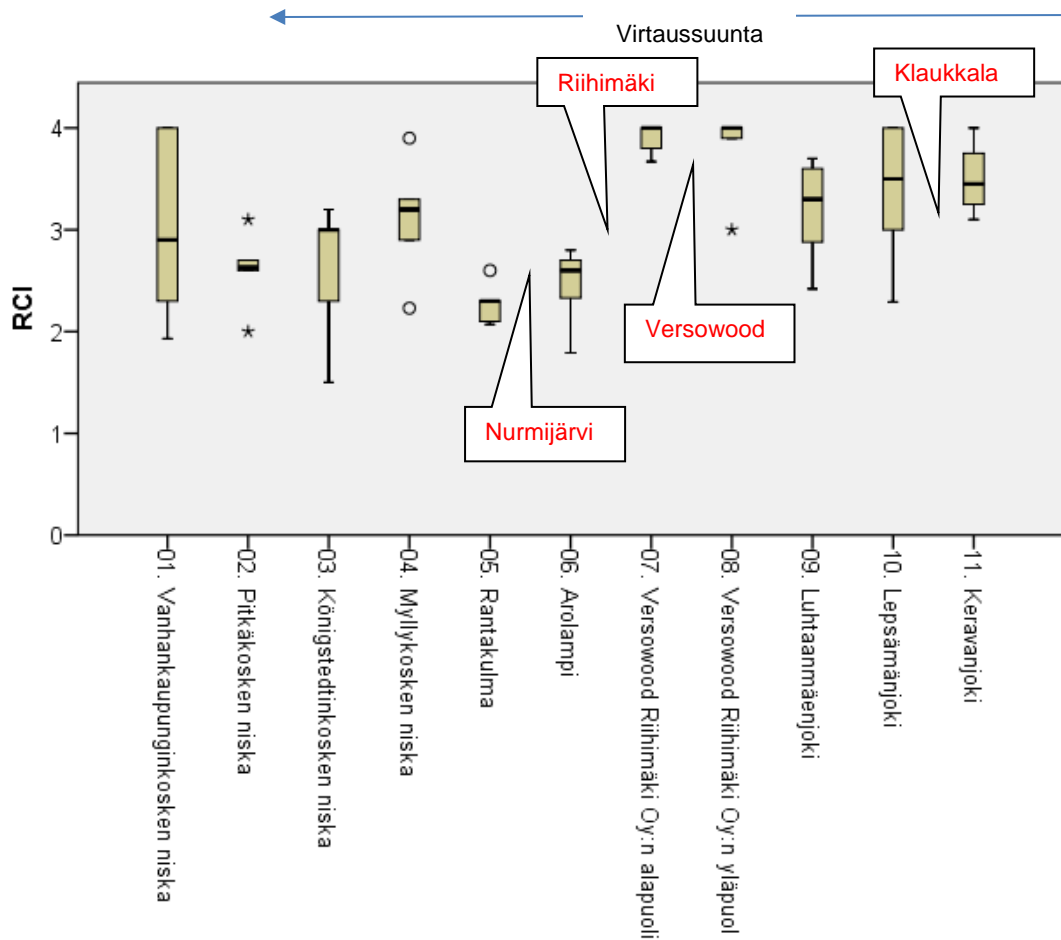 Virtaussuunta
Riihimäki
Klaukkala
Versowood
Nurmijärvi
RCI
4
3
2
1
0
01. Vanhankaupunginkosken niska
02. Pitkäkosken niska
03. Königstedtinkosken niska
04. Myllykosken niska
05. Rantakulma
06. Arolampi
07. Versowood Riihimäki Oy:n alapuoli
08. Versowood Riihimäki Oy:n yläpuol
09. Luhtaanmäenjoki
10. Lepsämänjoki
11. Keravanjoki